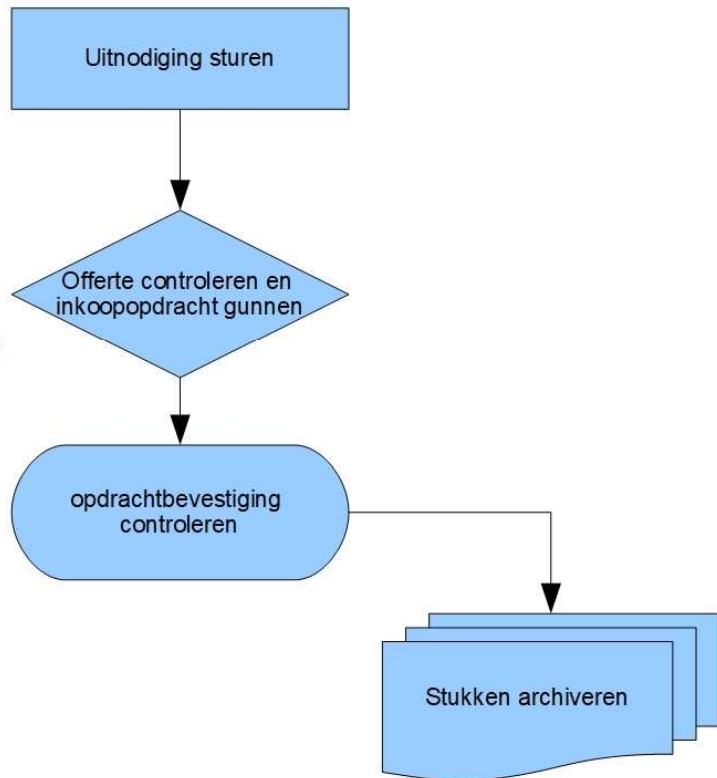 Uitnodiging sturen
Offerte controleren en
inkoopopdracht gunnen
opdrachtbevestiging
controleren
Stukken archiveren